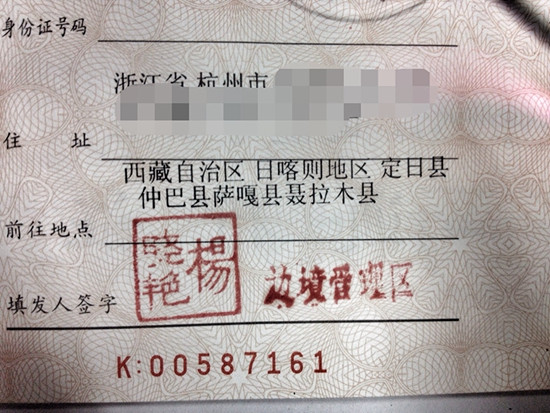 身份证号码
浙江省 杭州市
住 址
西藏自治区 日喀则地区 定日县
仲巴县萨嘎县聂拉木县
前往地点
楊
艳
边境管理区
填发人签字
K:00587161